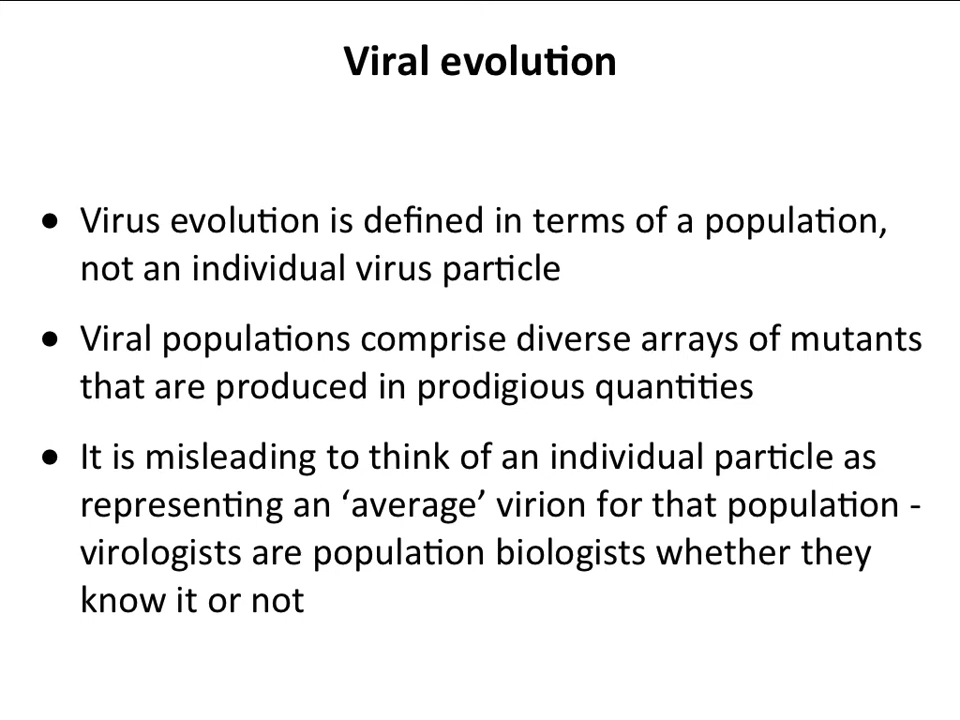 Viral evolution
● Virus evolution is defined in terms of a population,
not an individual virus particle
● Viral populations comprise diverse arrays of mutants
that are produced in prodigious quantities
● It is misleading to think of an individual particle as
representing an ‘average’ virion for that population -
virologists are population biologists whether they
know it or not